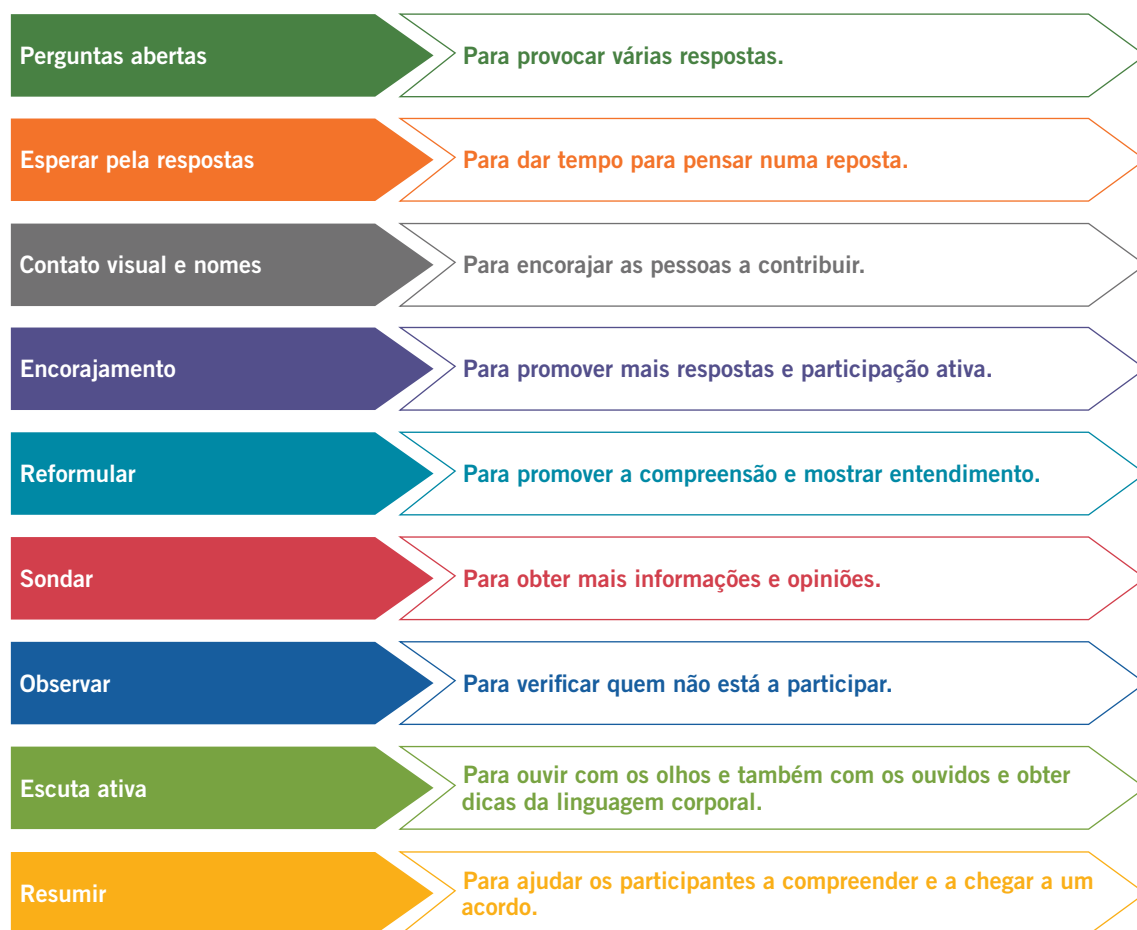 Perguntas abertas
Para provocar várias respostas.
Esperar pela respostas
Para dar tempo para pensar numa reposta.
Contato visual e nomes
Para encorajar as pessoas a contribuir.
Encorajamento
Para promover mais respostas e participação ativa.
Reformular
Para promover a compreensão e mostrar entendimento.
Sondar
Para obter mais informações e opiniões.
Observar
Para verificar quem não está a participar.
Escuta ativa
Para ouvir com os olhos e também com os ouvidos e obter
dicas da linguagem corporal.
Resumir
Para ajudar os participantes a compreender e a chegar a um
acordo.